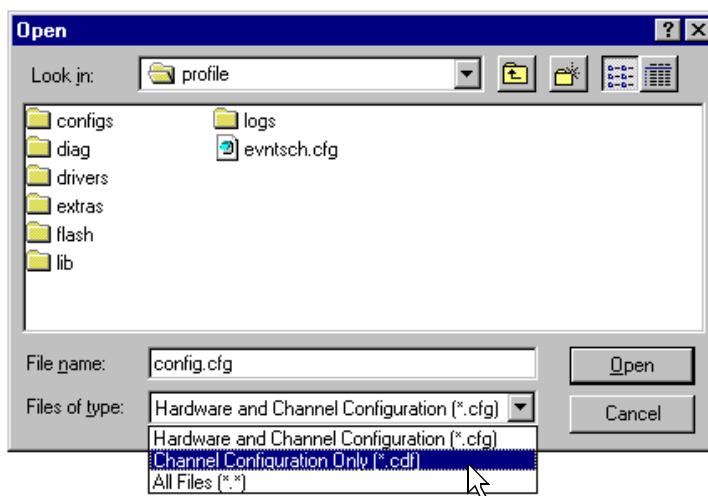 Open
Look in: profile
configs
diag
drivers
extras
flash
lib
logs
evntsch.cfg
File name: config.cfg Open
Files of type: Hardware and Channel Configuration (*.cfg) Cancel
Hardware and Channel Configuration (*.cfg)
Channel Configuration Only (*.cdf)
All Files (*.*)